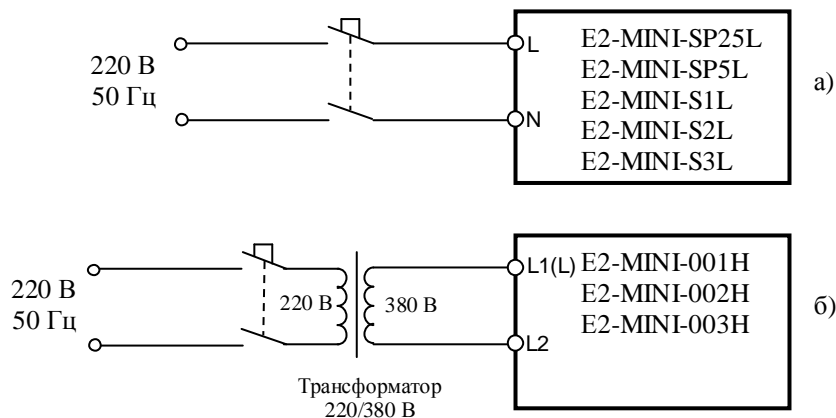 220 В
50 Гц
L
N
E2-MINI-SP25L
E2-MINI-SP5L
E2-MINI-S1L
E2-MINI-S2L
E2-MINI-S3L
а)
220 В
50 Гц
220 В
380 В
Трансформатор
220/380 В
L1(L)
L2
E2-MINI-001H
E2-MINI-002H
E2-MINI-003H
б)